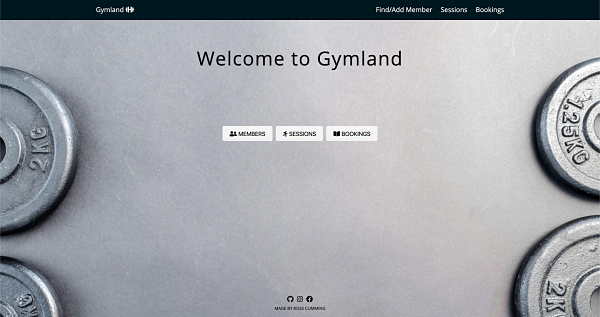 Gymland
Find/Add Member Sessions Bookings
Welcome to Gymland
MEMBERS SESSIONS BOOKINGS
2KG
1.25KG
2KG
MADE BY ROSS CUMMING